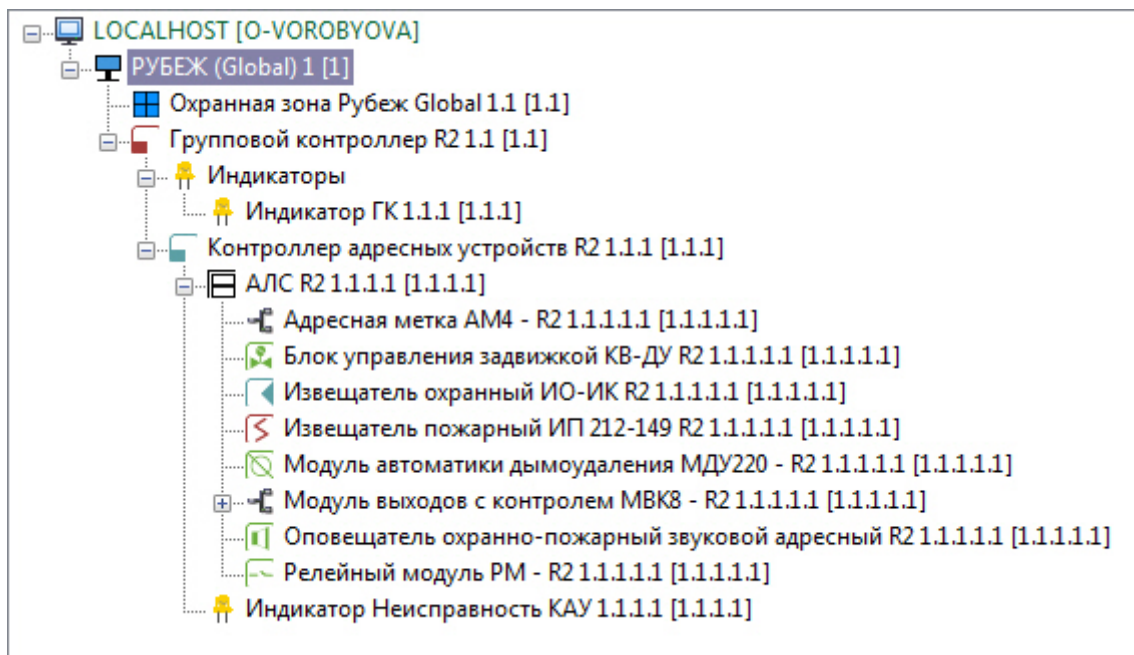 LOCALHOST [O-VOROBYOVA]
РУБЕЖ (Global) 1 [1]
Охранная зона Рубеж Global 1.1 [1.1]
Групповой контроллер R2 1.1 [1.1]
Индикаторы
Индикатор ГК 1.1.1 [1.1.1]
Контроллер адресных устройств R2 1.1.1 [1.1.1]
АЛС R2 1.1.1.1 [1.1.1.1]
Адресная метка АМ4 - R2 1.1.1.1.1 [1.1.1.1.1]
Блок управления задвижкой КВ-ДУ R2 1.1.1.1.1 [1.1.1.1.1]
Извещатель охранный ИО-ИК R2 1.1.1.1.1 [1.1.1.1.1]
Извещатель пожарный ИП 212-149 R2 1.1.1.1.1 [1.1.1.1.1]
Модуль автоматики дымоудаления МДУ220 - R2 1.1.1.1.1 [1.1.1.1.1]
Модуль выходов с контролем МВК8 - R2 1.1.1.1.1 [1.1.1.1.1]
Оповещатель охранно-пожарный звуковой адресный R2 1.1.1.1.1 [1.1.1.1.1]
Релейный модуль РМ - R2 1.1.1.1.1 [1.1.1.1.1]
Индикатор Неисправность КАУ 1.1.1.1 [1.1.1.1]